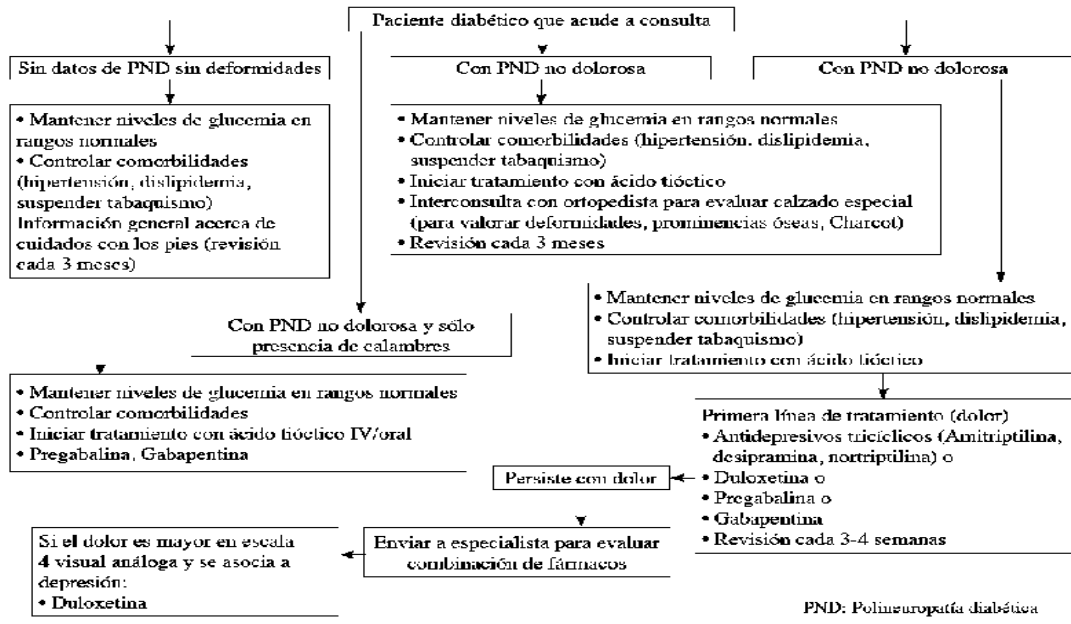 Paciente diabético que acude a consulta
Sin datos de PND sin deformidades
• Mantener niveles de glucemia en
rangos normales
• Controlar comorbilidades
(hipertensión, dislipidemia,
suspender tabaquismo)
Información general acerca de
cuidados con los pies (revisión
cada 3 meses)
Con PND no dolorosa
• Mantener niveles de glucemia en rangos normales
• Controlar comorbilidades (hipertensión. dislipidemia,
suspender tabaquismo)
• Iniciar tratamiento con ácido tióctico
• Interconsulta con ortopedista para evaluar calzado especial
(para valorar deformidades, prominencias óseas, Charcot)
• Revisión cada 3 meses
Con PND no dolorosa
• Mantener niveles de glucemia en rangos normales
• Controlar comorbilidades (hipertensión, dislipidemia,
suspender tabaquismo)
• Iniciar tratamiento con ácido tióctico
Con PND no dolorosa y sólo
presencia de calambres
• Mantener niveles de glucemia en rangos normales
• Controlar comorbilidades
• Iniciar tratamiento con ácido tióctico IV/oral
• Pregabalina, Gabapentina
Primera línea de tratamiento (dolor)
• Antidepresivos tricíclicos (Amitriptilina,
desipramina, nortriptilina) o
• Duloxetina o
• Pregabalina o
• Gabapentina
• Revisión cada 3-4 semanas
Persiste con dolor
Enviar a especialista para evaluar
combinación de fármacos
Si el dolor es mayor en escala
4 visual análoga y se asocia a
depresión:
• Duloxetina
PND: Polineuropatía diabética